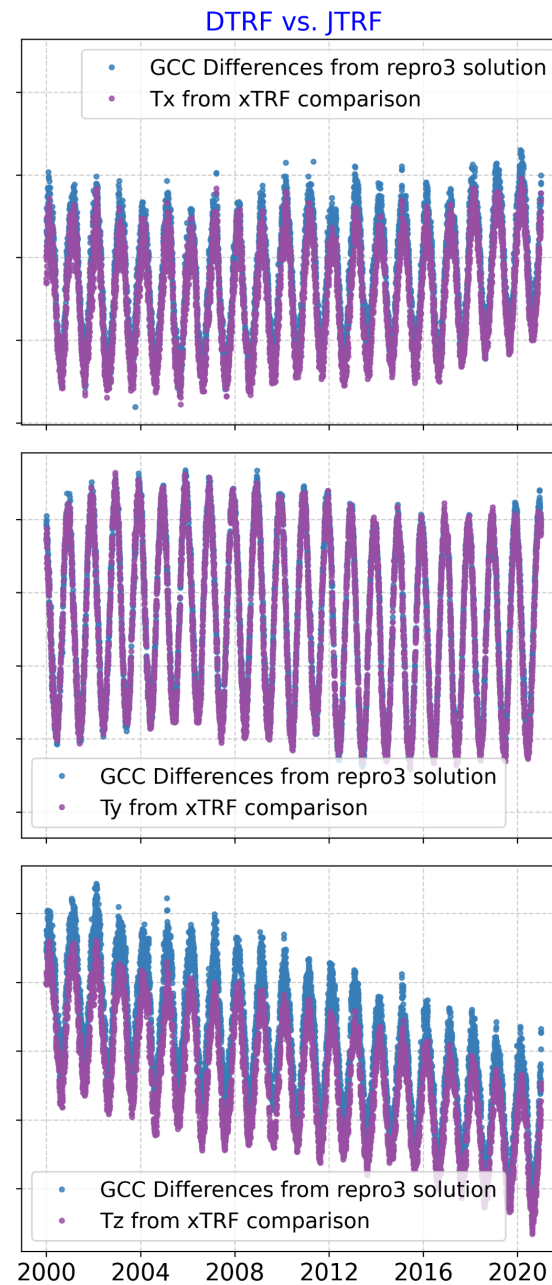 DTRF vs. JTRF
GCC Differences from repro3 solution
Tx from xTRF comparison
GCC Differences from repro3 solution
Ty from xTRF comparison
GCC Differences from repro3 solution
Tz from xTRF comparison
2000 2004 2008 2012 2016 2020